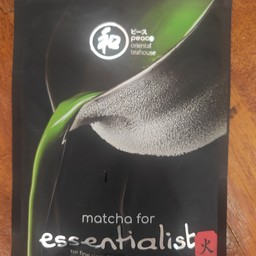 和
ピース
peace
oriental
teahouse
matcha for
essentialist
火